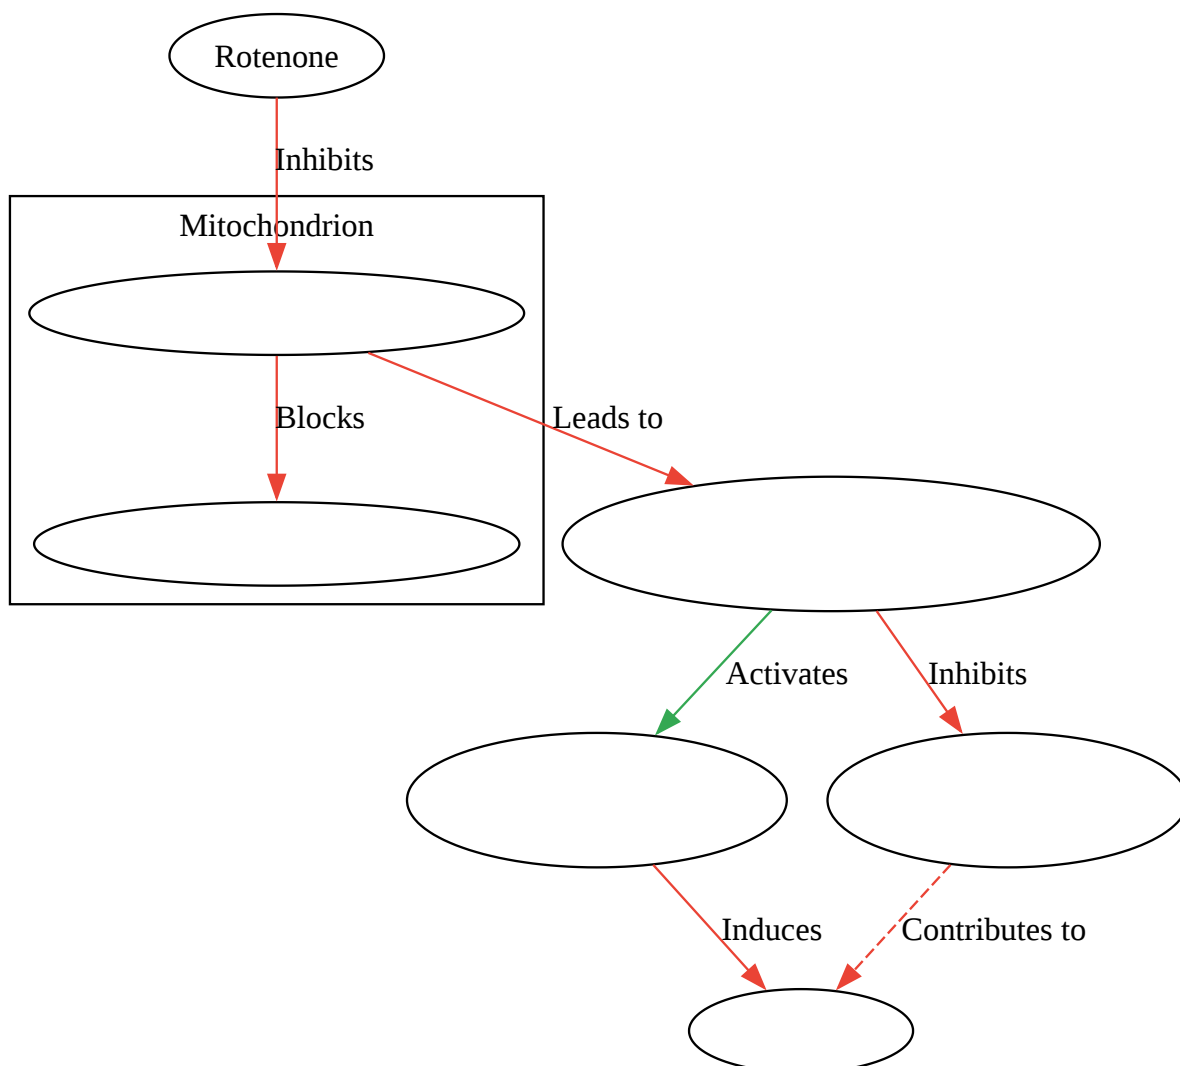 Rotenone
Inhibits
Mitochondrion
Blocks
Leads to
Activates
Inhibits
Induces
Contributes to